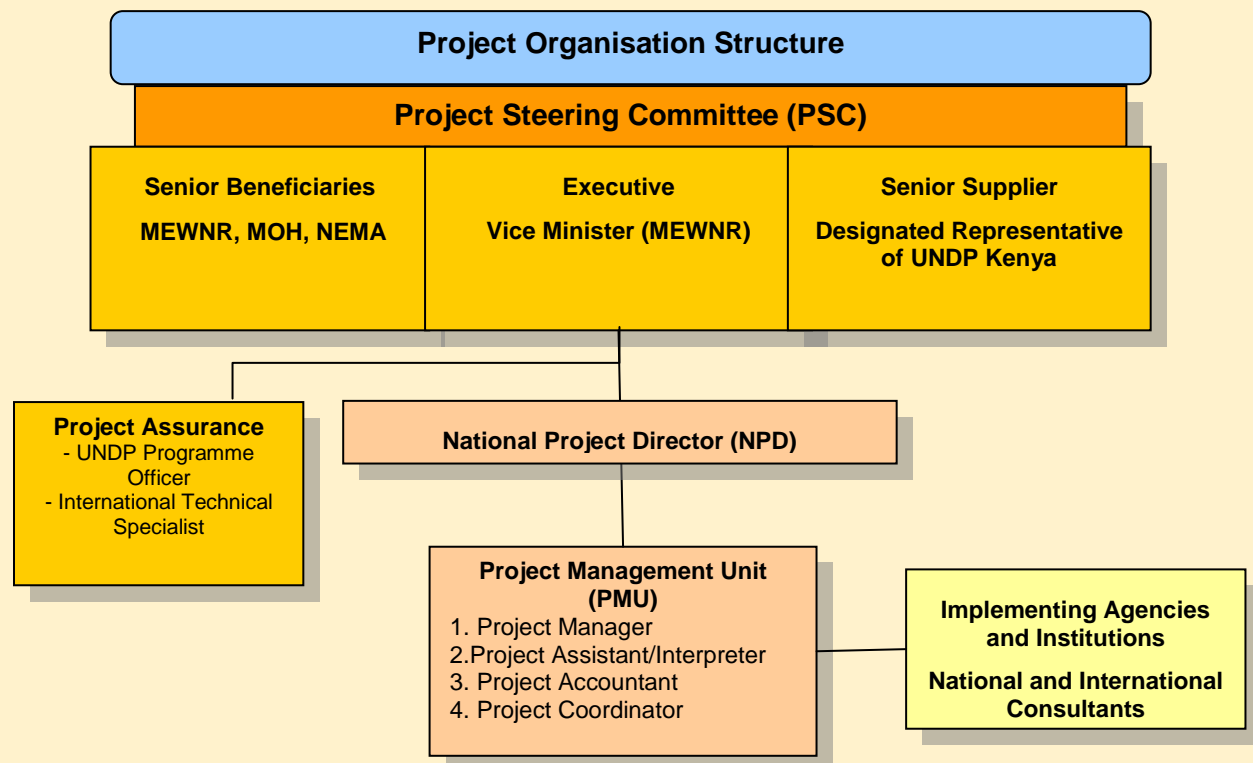 Project Organisation Structure
Project Steering Committee (PSC)
Senior Beneficiaries
MEWNR, MOH, NEMA
Executive
Vice Minister (MEWNR)
Senior Supplier
Designated Representative
of UNDP Kenya
Project Assurance
- UNDP Programme
Officer
- International Technical
Specialist
National Project Director (NPD)
Project Management Unit
(PMU)
1. Project Manager
2.Project Assistant/Interpreter
3. Project Accountant
4. Project Coordinator
Implementing Agencies
and Institutions
National and International
Consultants